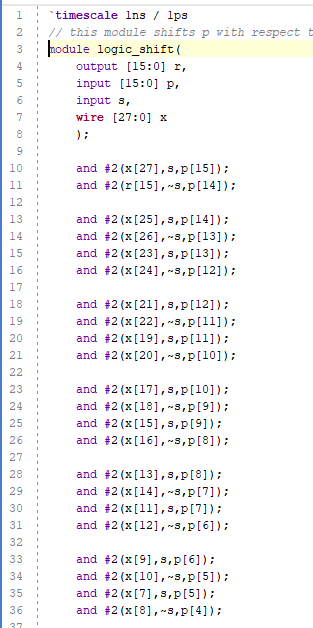 1 `timescale 1ns / 1ps
2 // this module shifts p with respect t
3 module logic_shift(
4 output [15:0] r,
5 input [15:0] p,
6 input s,
7 wire [27:0] x
8 );
9
10 and #2(x[27],s,p[15]);
11 and #2(r[15],~s,p[14]);
12
13 and #2(x[25],s,p[14]);
14 and #2(x[26],~s,p[13]);
15 and #2(x[23],s,p[13]);
16 and #2(x[24],~s,p[12]);
17
18 and #2(x[21],s,p[12]);
19 and #2(x[22],~s,p[11]);
20 and #2(x[19],s,p[11]);
21 and #2(x[20],~s,p[10]);
22
23 and #2(x[17],s,p[10]);
24 and #2(x[18],~s,p[9]);
25 and #2(x[15],s,p[9]);
26 and #2(x[16],~s,p[8]);
27
28 and #2(x[13],s,p[8]);
29 and #2(x[14],~s,p[7]);
30 and #2(x[11],s,p[7]);
31 and #2(x[12],~s,p[6]);
32
33 and #2(x[9],s,p[6]);
34 and #2(x[10],~s,p[5]);
35 and #2(x[7],s,p[5]);
36 and #2(x[8],~s,p[4]);
37